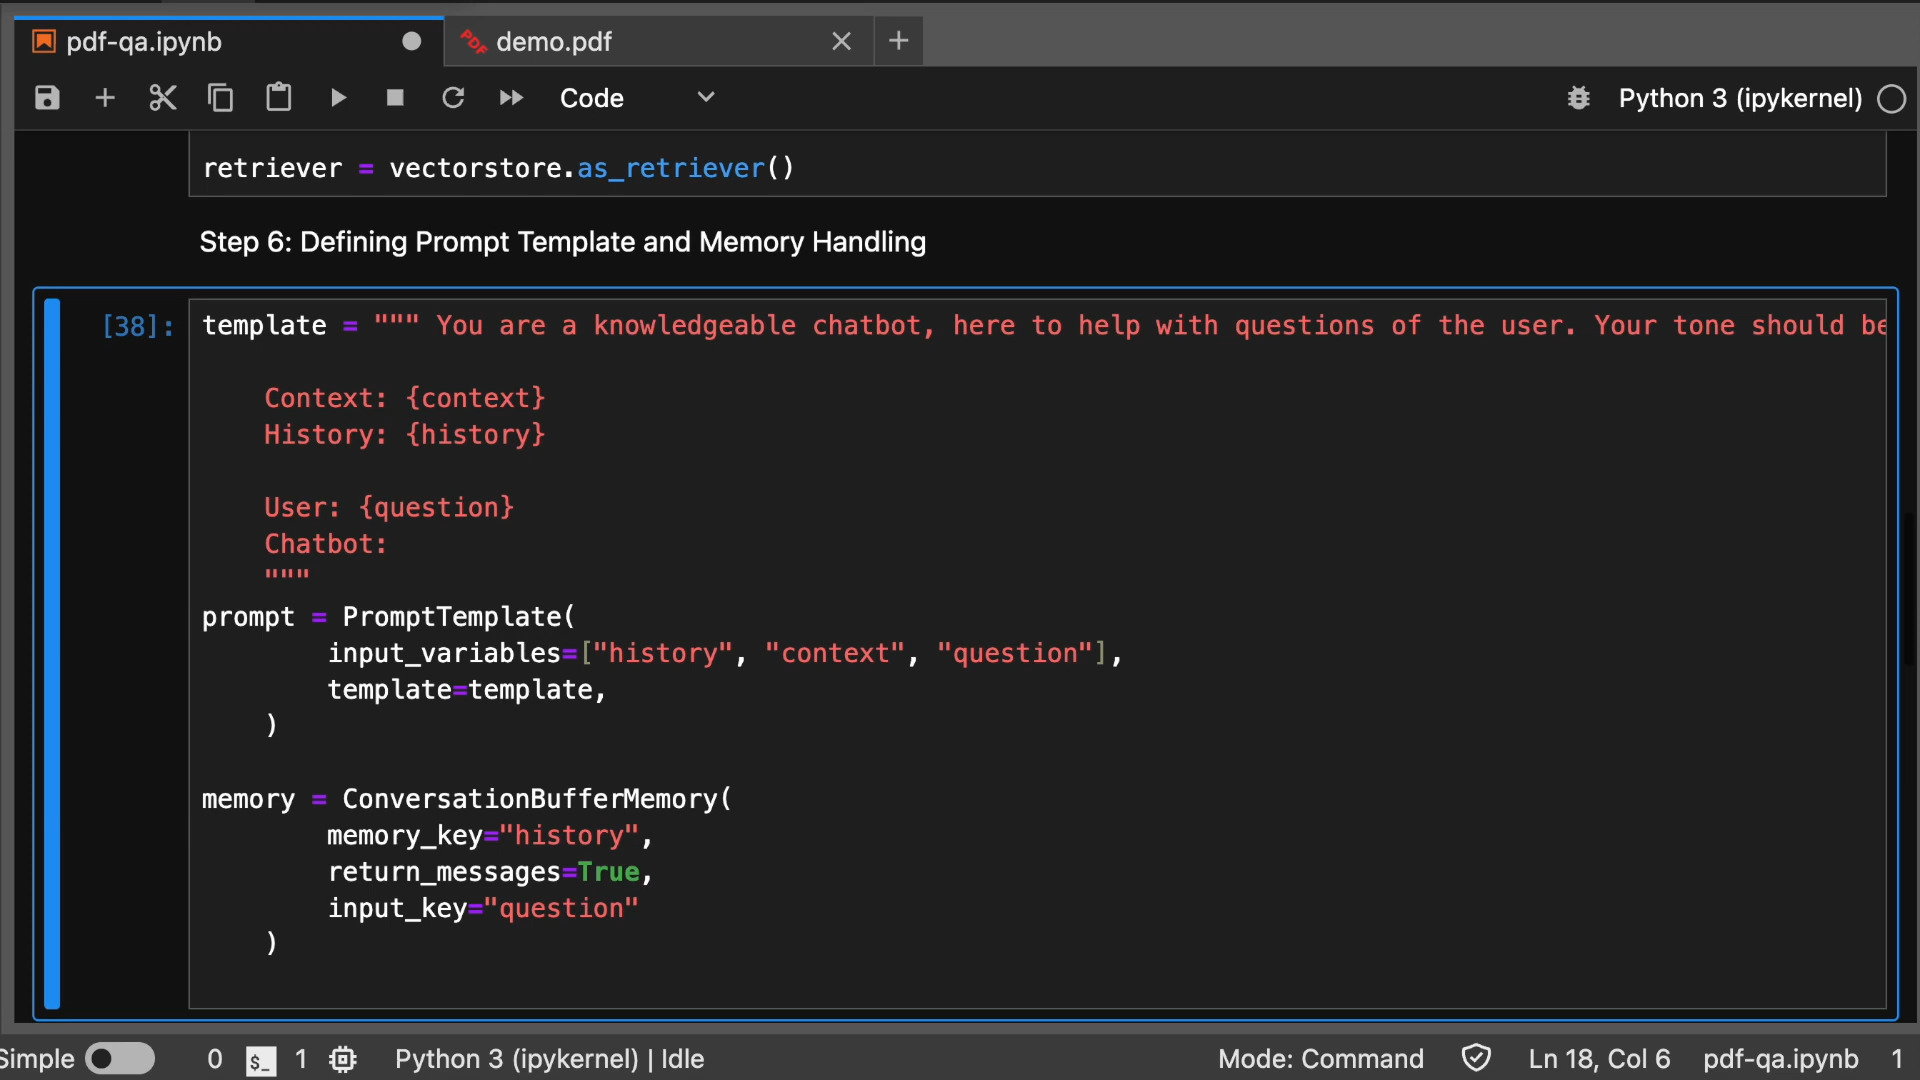 pdf-qa.ipynb
PDF demo.pdf
Code
Python 3 (ipykernel)
retriever = vectorstore.as_retriever()
Step 6: Defining Prompt Template and Memory Handling
[38]: template = """ You are a knowledgeable chatbot, here to help with questions of the user. Your tone should be
Context: {context}
History: {history}
User: {question}
Chatbot:
"""
prompt = PromptTemplate(
input_variables=["history", "context", "question"],
template=template,
)
memory = ConversationBufferMemory(
memory_key="history",
return_messages=True,
input_key="question"
)
Simple 0 $_ 1 Python 3 (ipykernel) | Idle Mode: Command Ln 18, Col 6 pdf-qa.ipynb 1